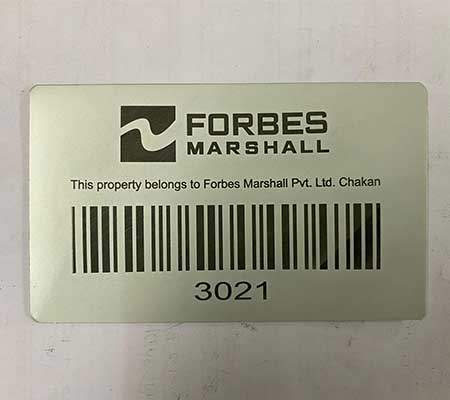 FORBES
MARSHALL
This property belongs to Forbes Marshall Pvt. Ltd. Chakan
3021